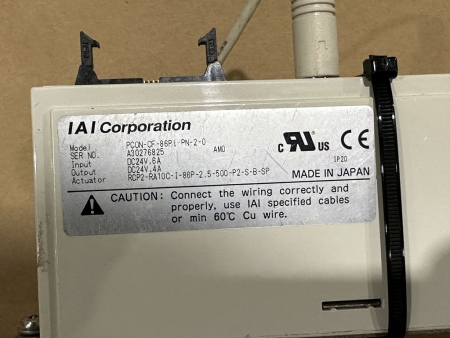 IAI Corporation
Model PCON-CF-86PI-PN-2-0
SER NO. A30276825 AMO
Input DC24V,6A
Output DC24V,4A
Actuator RCP2-RA10C-I-86P-2.5-500-P2-S-B-SP
c RU US CE
IP20
MADE IN JAPAN
CAUTION: Connect the wiring correctly and
properly, use IAI specified cables
or min 60℃ Cu wire.